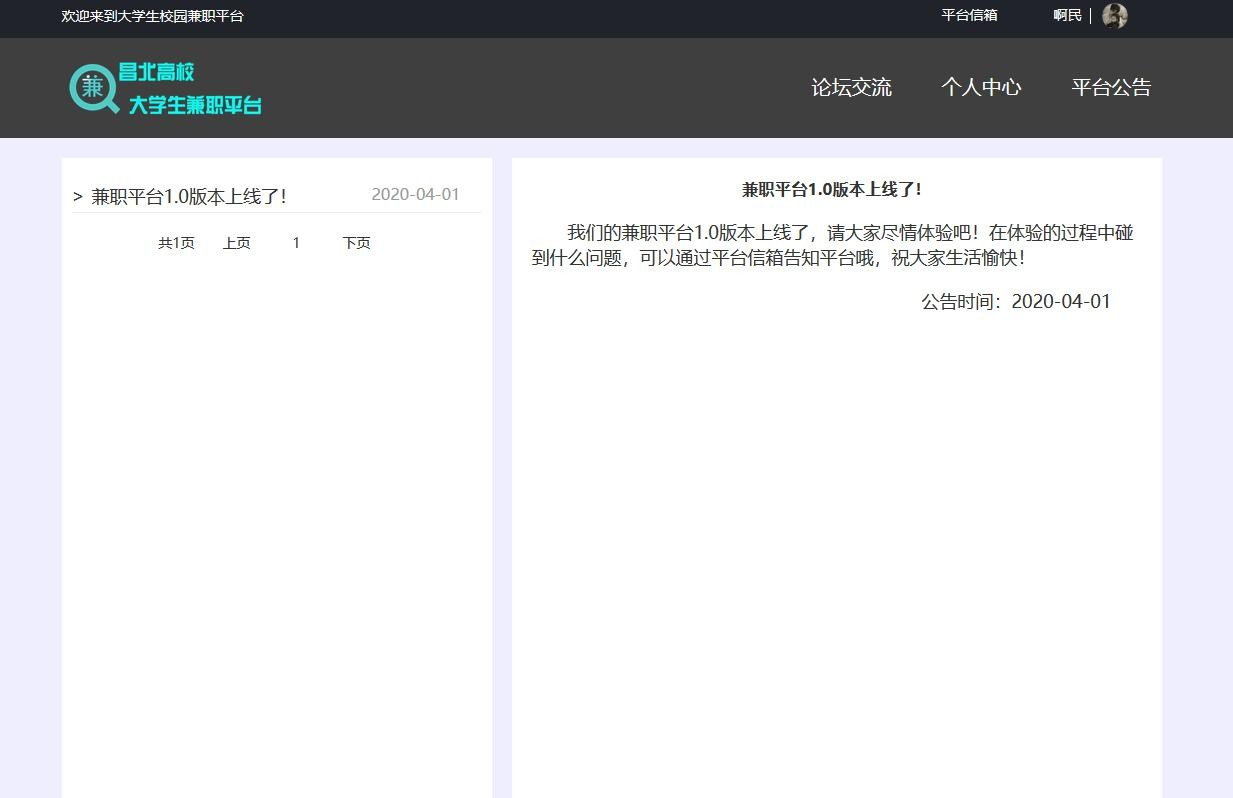 欢迎来到大学生校园兼职平台
平台信箱
啊民 |
兼
昌北高校
大学生兼职平台
论坛交流
个人中心
平台公告
> 兼职平台1.0版本上线了!
2020-04-01
共1页 上页 1 下页
兼职平台1.0版本上线了!
我们的兼职平台1.0版本上线了，请大家尽情体验吧！在体验的过程中碰
到什么问题，可以通过平台信箱告知平台哦，祝大家生活愉快！
公告时间：2020-04-01